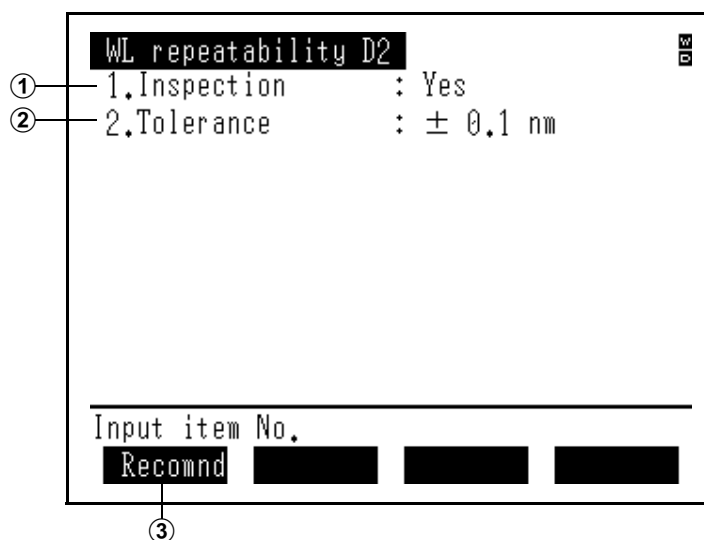 WL repeatability D2
W
D
① 1.Inspection : Yes
② 2.Tolerance : ± 0.1 nm
Input item No.
Recomnd
③